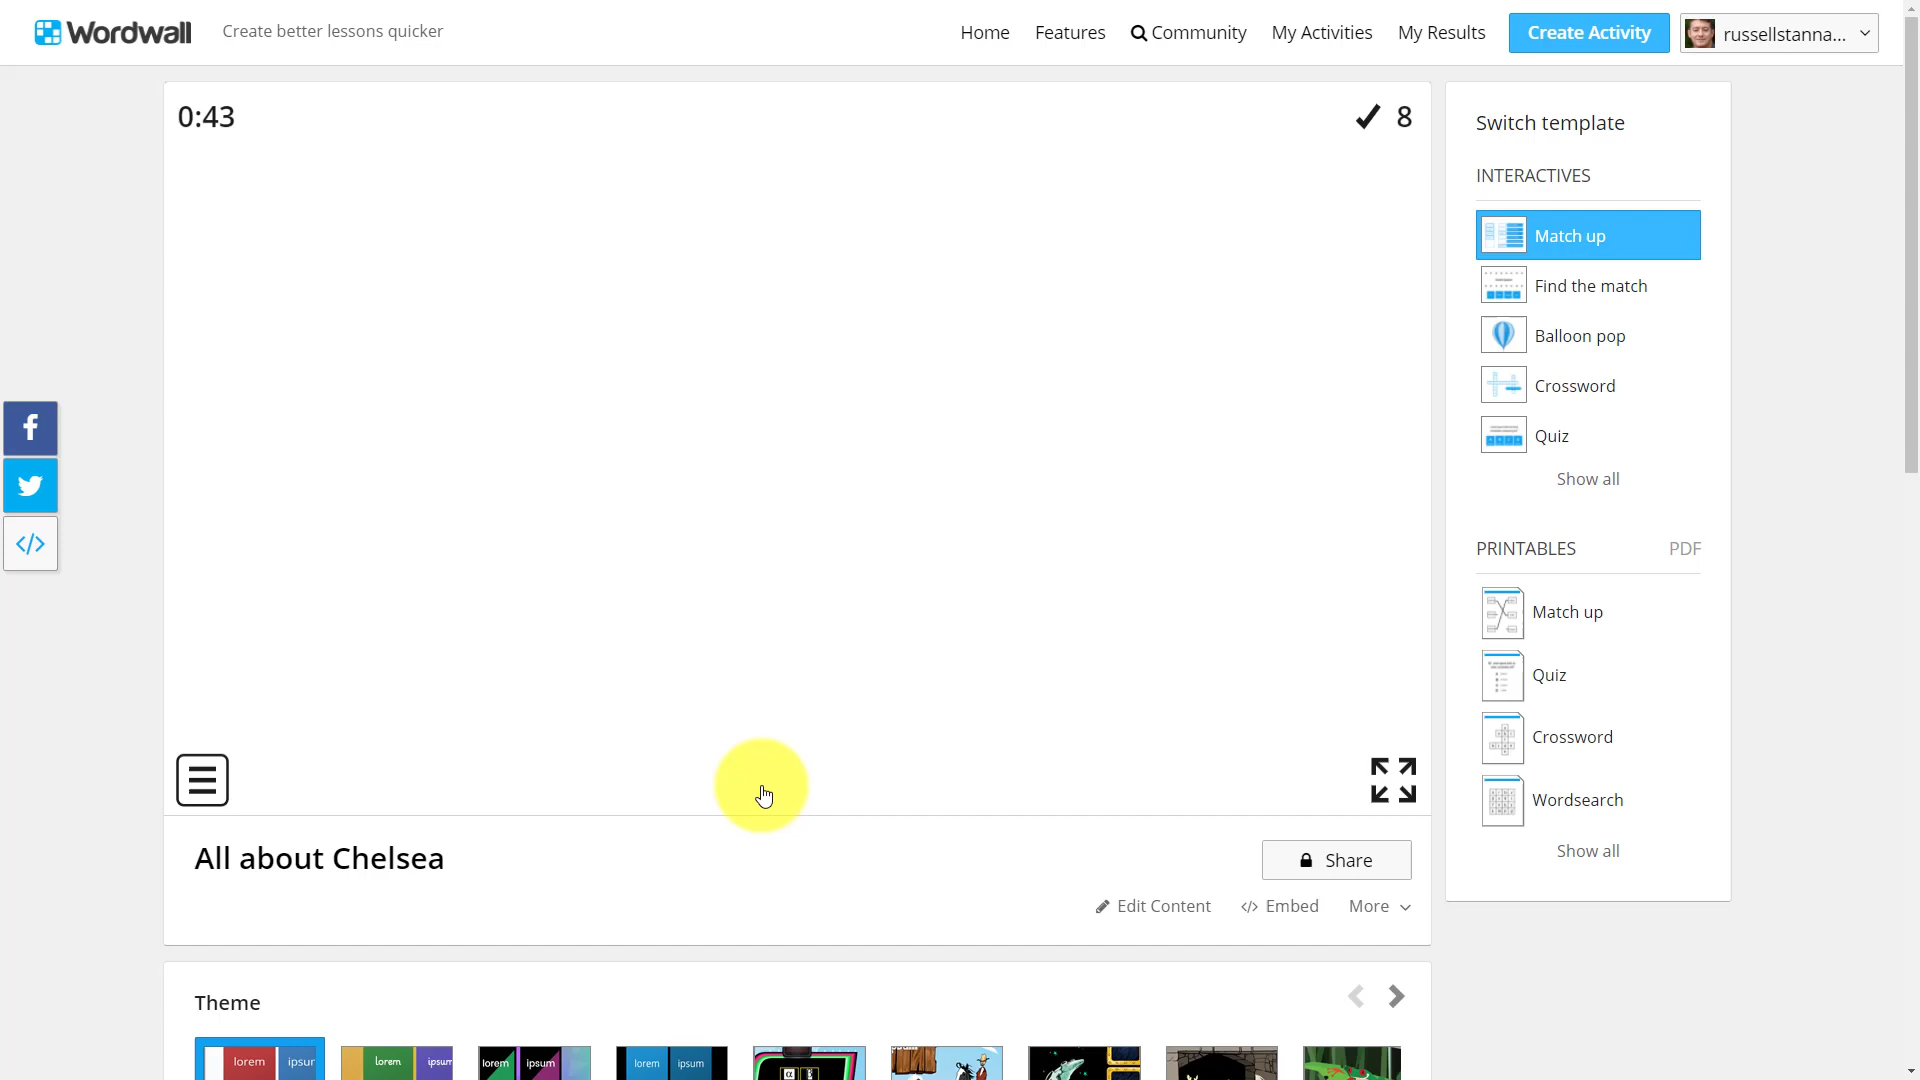 Wordwall
Create better lessons quicker
Home
Features
Community
My Activities
My Results
Create Activity
russellstanna...
0:43
8
Switch template
INTERACTIVES
Match up
Find the match
Balloon pop
Crossword
Quiz
Show all
PRINTABLES
PDF
Match up
Quiz
Crossword
Wordsearch
Show all
All about Chelsea
Share
Edit Content
Embed
More
Theme
lorem ipsum
lorem ipsum
lorem ipsum
lorem ipsum